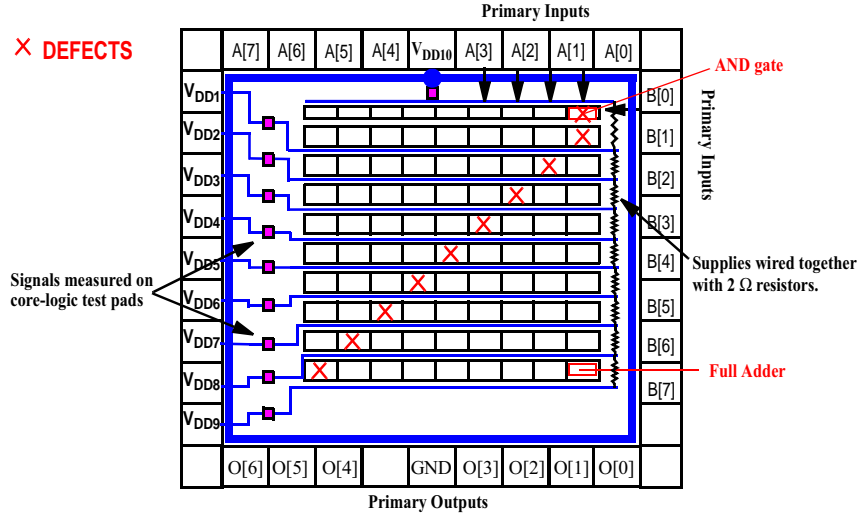 Primary Inputs
× DEFECTS
A[7] A[6] A[5] A[4] VDD10 A[3] A[2] A[1] A[0]
AND gate
VDD1
B[0]
VDD2
B[1]
Primary Inputs
VDD3
B[2]
VDD4
B[3]
Signals measured on
core-logic test pads
VDD5
B[4]
Supplies wired together
with 2 Ω resistors.
VDD6
B[5]
VDD7
B[6]
VDD8
B[7]
Full Adder
VDD9
O[6] O[5] O[4] GND O[3] O[2] O[1] O[0]
Primary Outputs